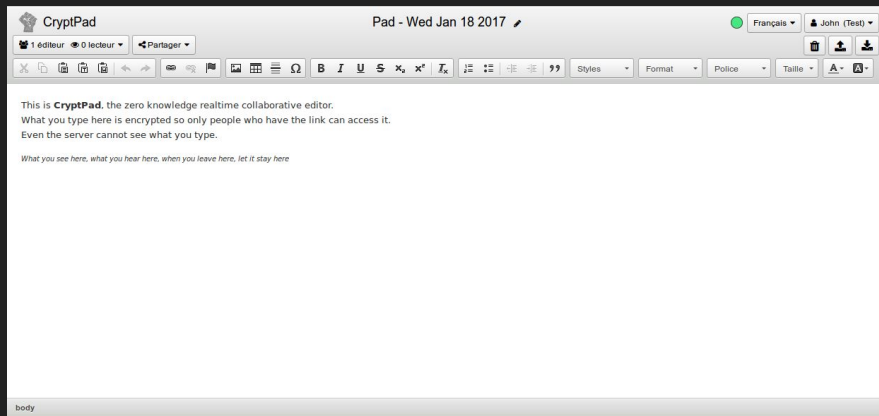 CryptPad
Pad - Wed Jan 18 2017
Français
John (Test)
1 éditeur 0 lecteur
Partager
Ω B I U S x₂ x² Tx Styles Format Police Taille A A
This is CryptPad, the zero knowledge realtime collaborative editor.
What you type here is encrypted so only people who have the link can access it.
Even the server cannot see what you type.
What you see here, what you hear here, when you leave here, let it stay here
body